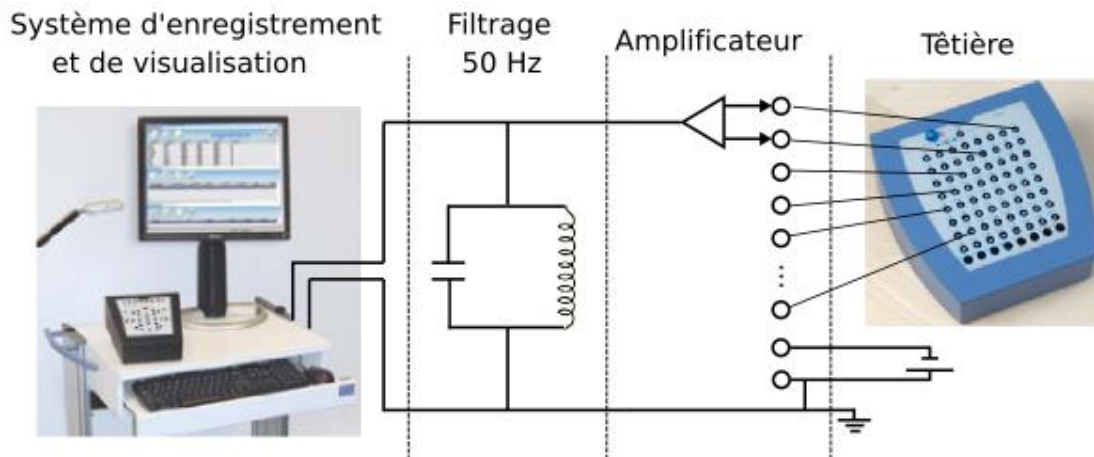 Système d'enregistrement
et de visualisation
Filtrage
50 Hz
Amplificateur
Têtière